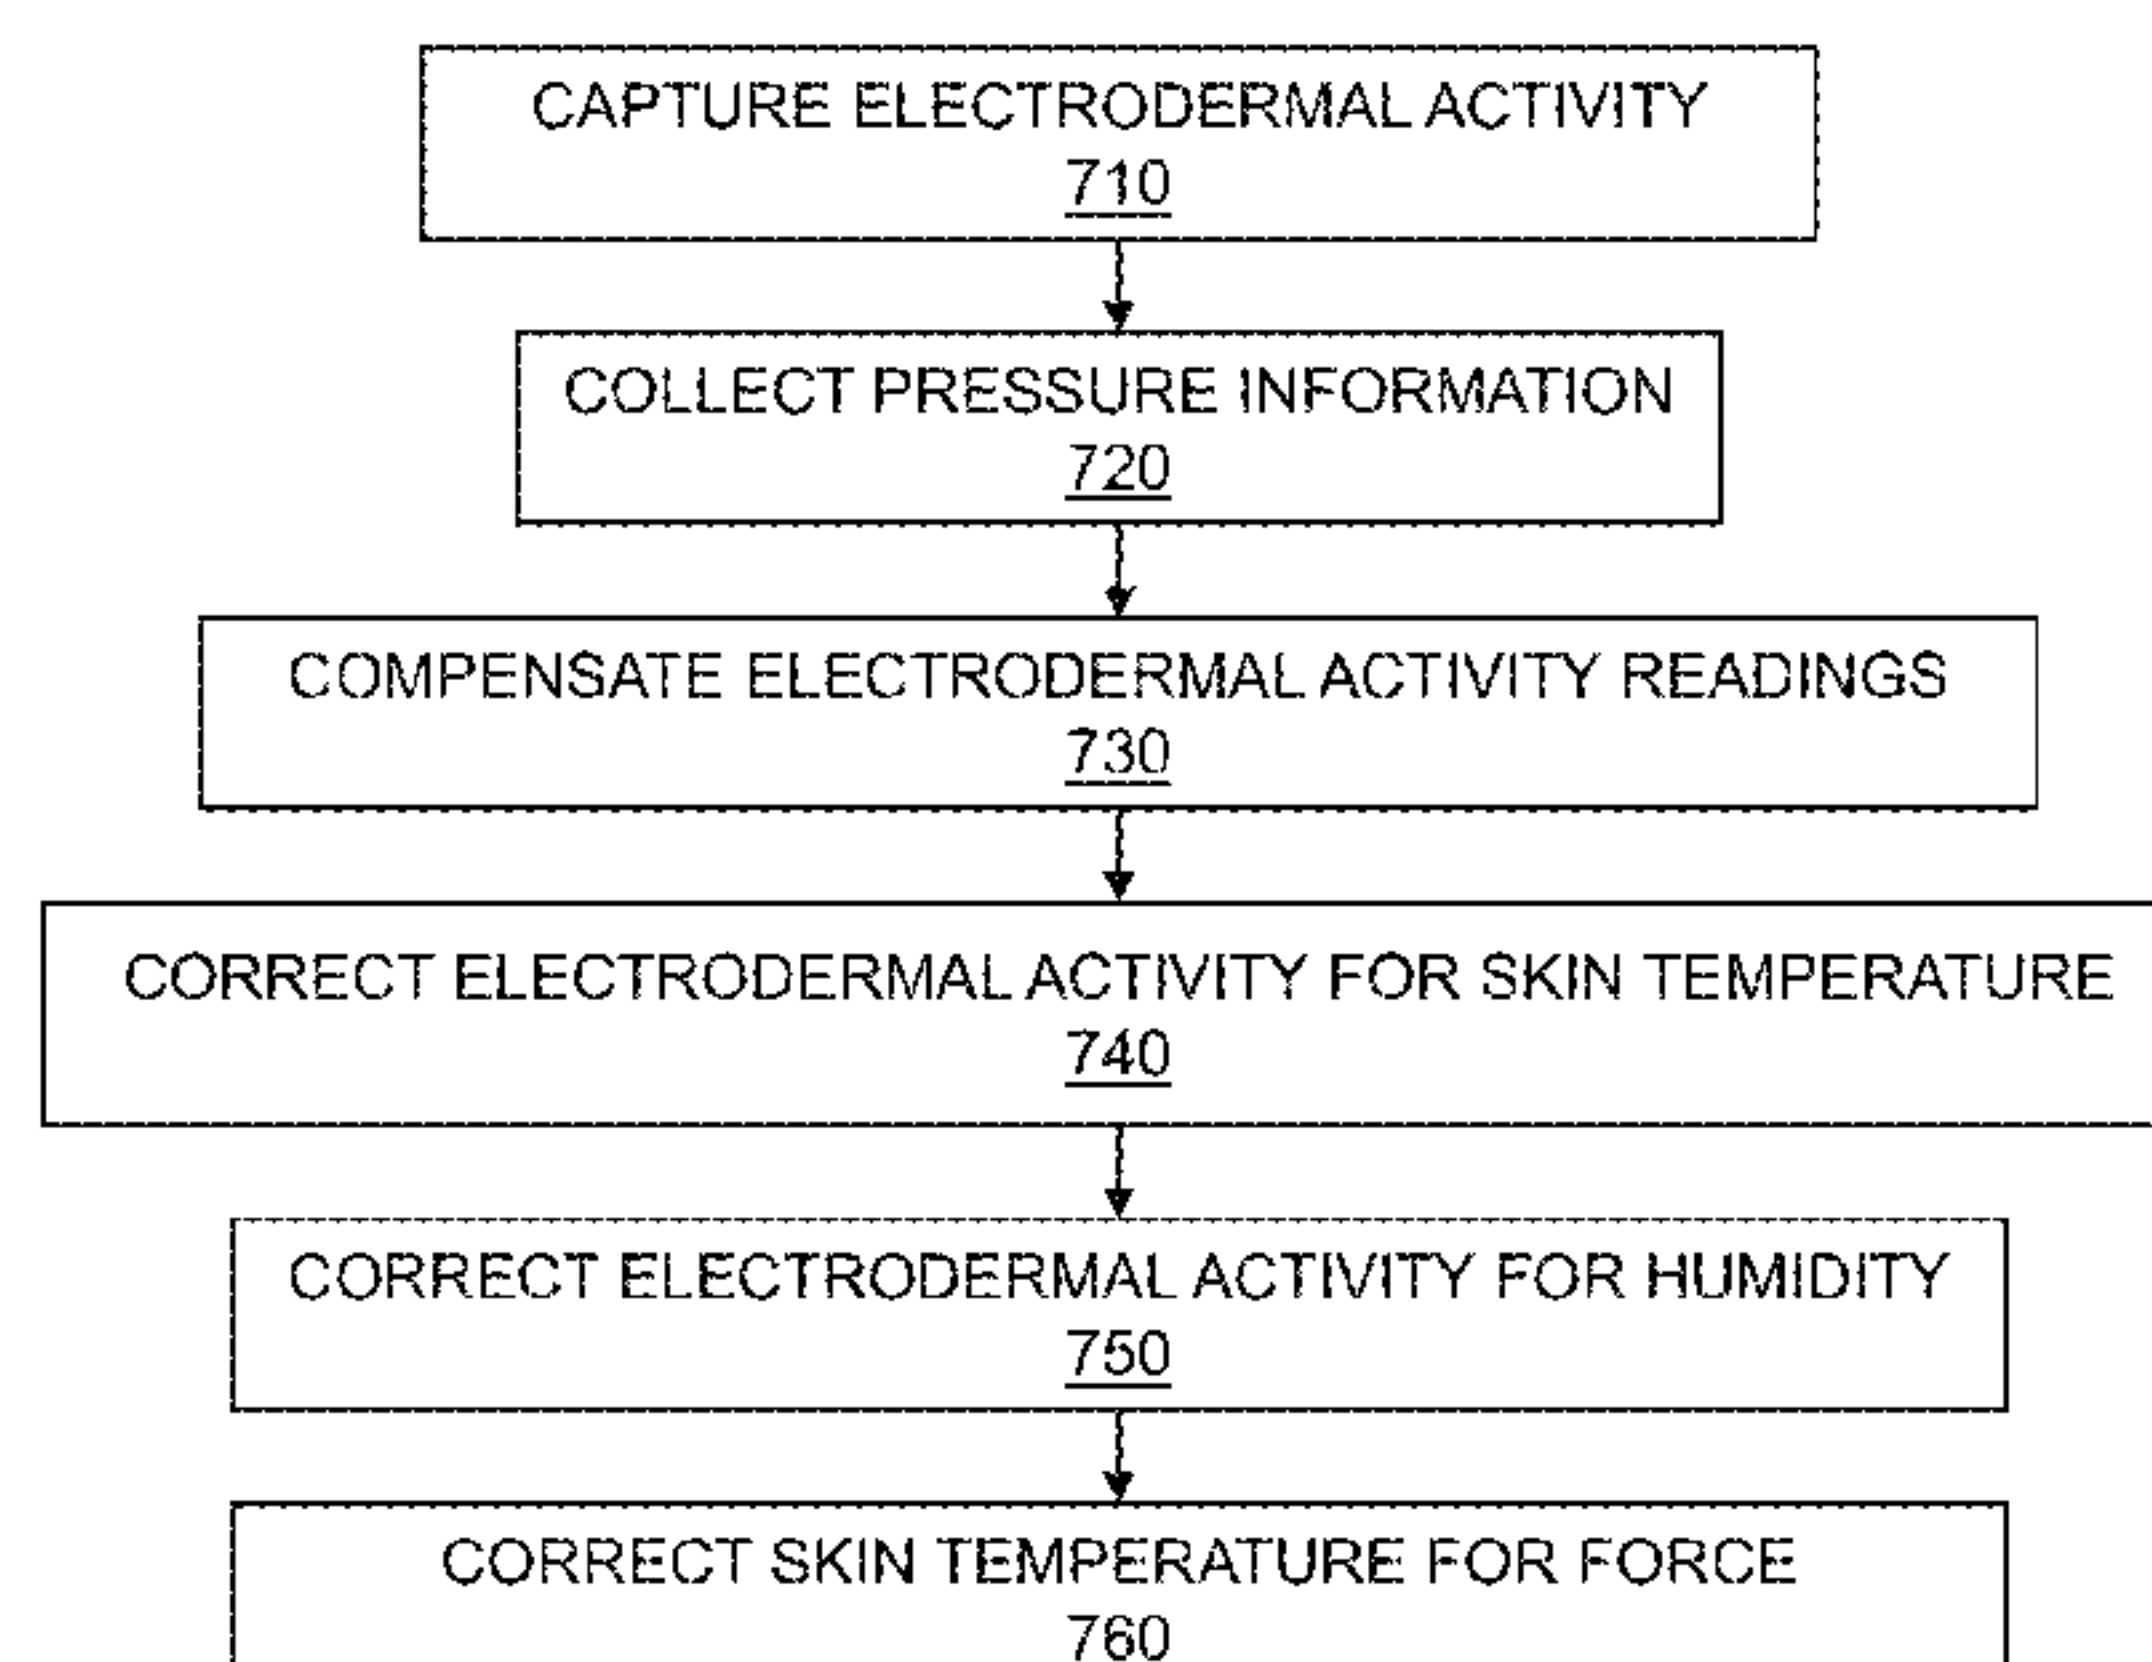 CAPTURE ELECTRODERMAL ACTIVITY
710
COLLECT PRESSURE INFORMATION
720
COMPENSATE ELECTRODERMAL ACTIVITY READINGS
730
CORRECT ELECTRODERMAL ACTIVITY FOR SKIN TEMPERATURE
740
CORRECT ELECTRODERMAL ACTIVITY FOR HUMIDITY
750
CORRECT SKIN TEMPERATURE FOR FORCE
760